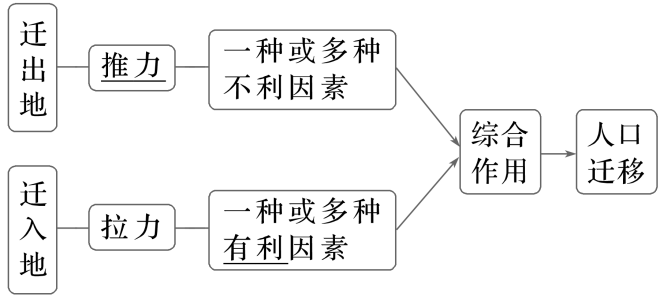 迁出地
推力
一种或多种
不利因素
迁入地
拉力
一种或多种
有利因素
综合
作用
人口
迁移